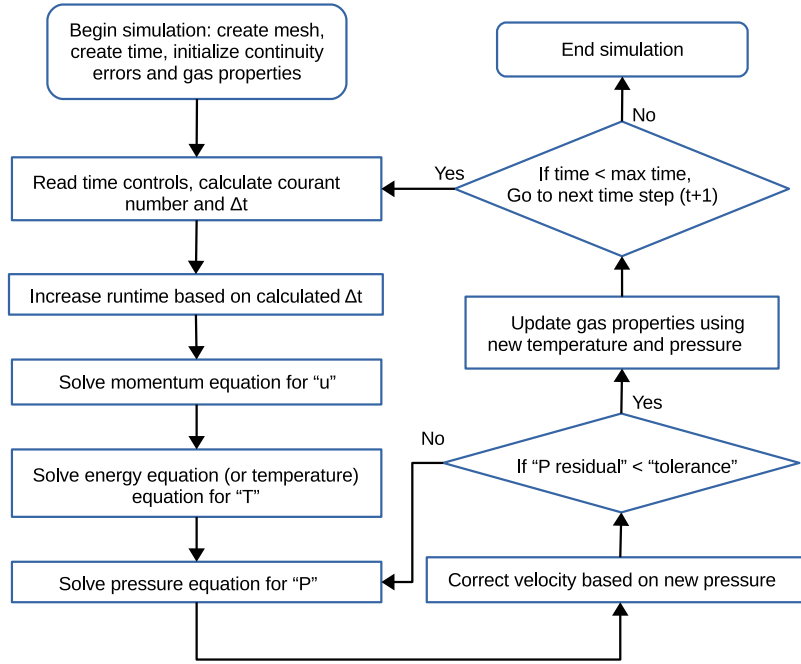 Begin simulation: create mesh,
create time, initialize continuity
errors and gas properties
Read time controls, calculate courant
number and Δt
Increase runtime based on calculated Δt
Solve momentum equation for “u”
Solve energy equation (or temperature)
equation for “T”
Solve pressure equation for “P”
Correct velocity based on new pressure
If “P residual” < “tolerance”
No
Yes
Update gas properties using
new temperature and pressure
If time < max time,
Go to next time step (t+1)
Yes
No
End simulation